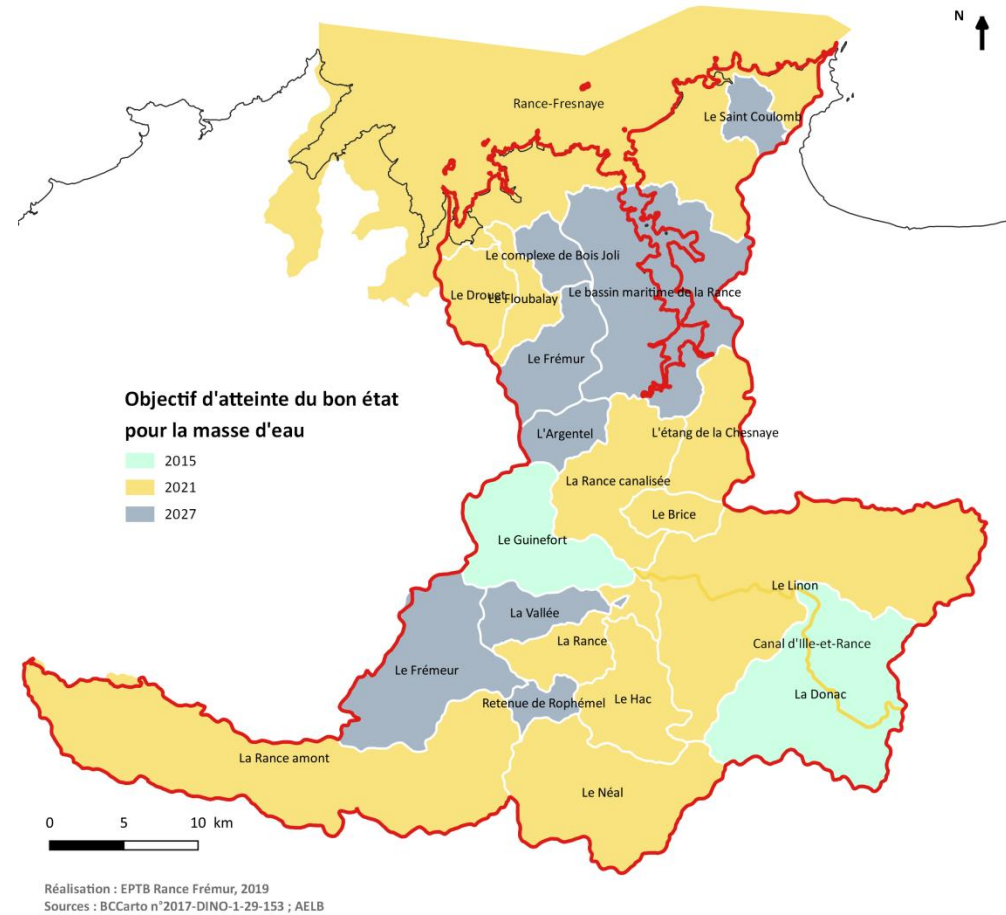 N
Rance-Fresnaye
Le Saint Coulomb
Le complexe de Bois Joli
Le Drouet
Le Floubalay
Le bassin maritime de la Rance
Le Frémur
Objectif d'atteinte du bon état
pour la masse d'eau
2015
2021
2027
L'Argentel
L'étang de la Chesnaye
La Rance canalisée
Le Brice
Le Guinefort
Le Linon
La Vallée
La Rance
Canal d'Ille-et-Rance
Le Frémeur
La Donac
Retenue de Rophémel
Le Hac
La Rance amont
Le Néal
0 5 10 km
Réalisation : EPTB Rance Frémur, 2019
Sources : BCCarto n°2017-DINO-1-29-153 ; AELB